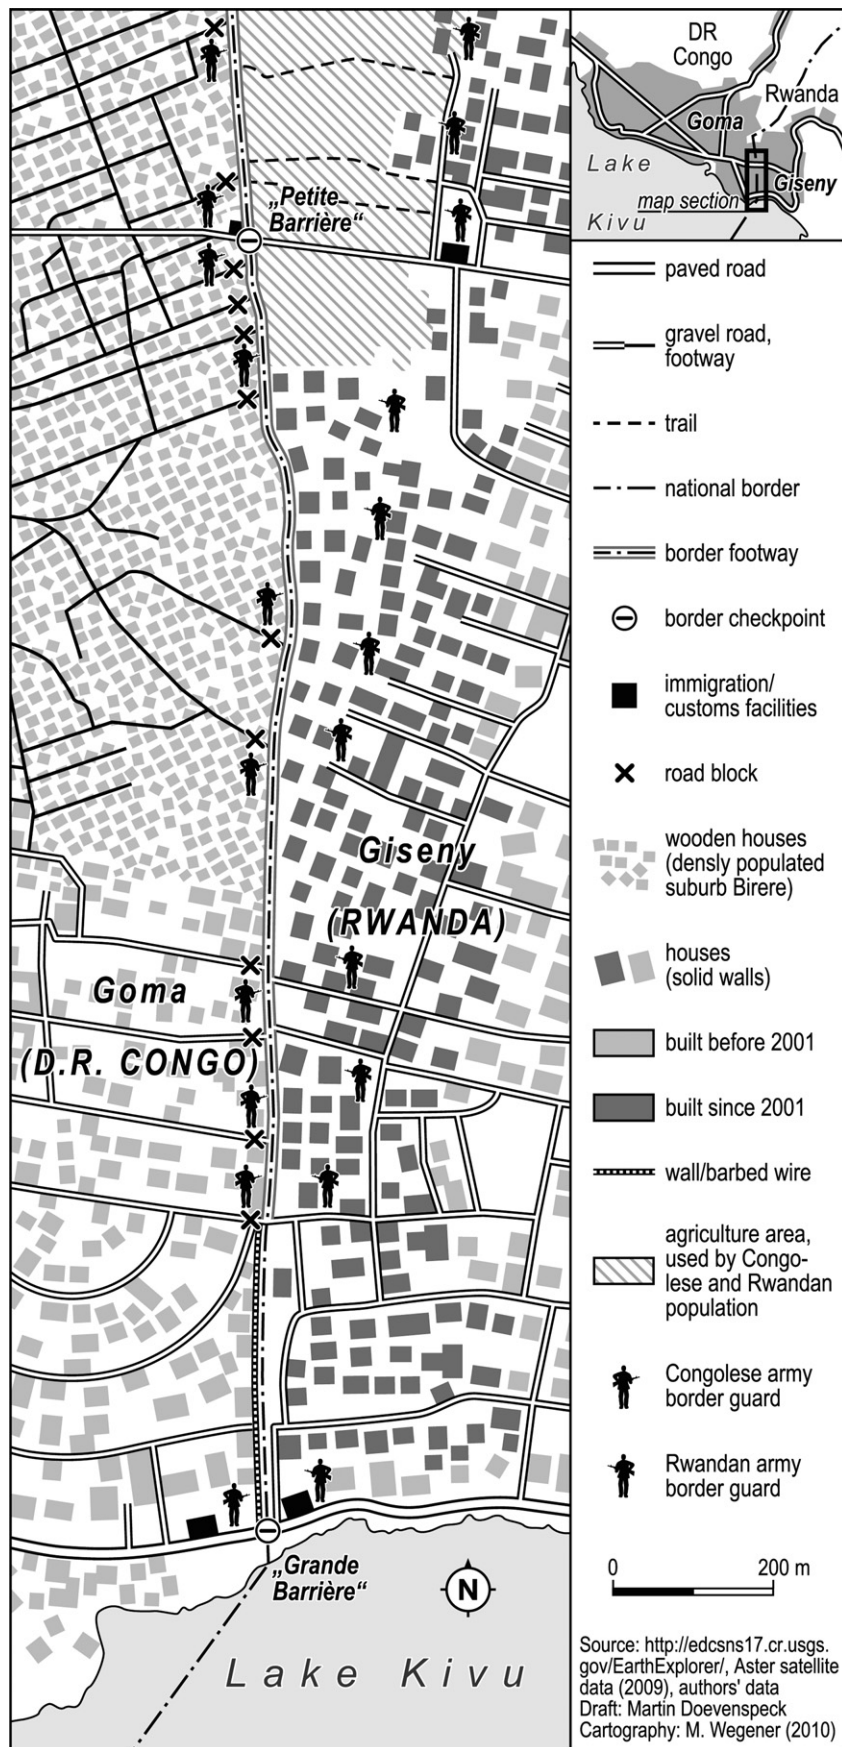 DR
Congo
Rwanda
Goma
Lake
Giseny
map section
Kivu
„Petite
Barrière“
Giseny
(RWANDA)
Goma
(D.R. CONGO)
„Grande
Barrière“
N
Lake Kivu
paved road
gravel road,
footway
trail
national border
border footway
border checkpoint
immigration/
customs facilities
road block
wooden houses
(densly populated
suburb Birere)
houses
(solid walls)
built before 2001
built since 2001
wall/barbed wire
agriculture area,
used by Congo-
lese and Rwandan
population
Congolese army
border guard
Rwandan army
border guard
0 200 m
Source: http://edcsns17.cr.usgs.
gov/EarthExplorer/, Aster satellite
data (2009), authors' data
Draft: Martin Doevenspeck
Cartography: M. Wegener (2010)